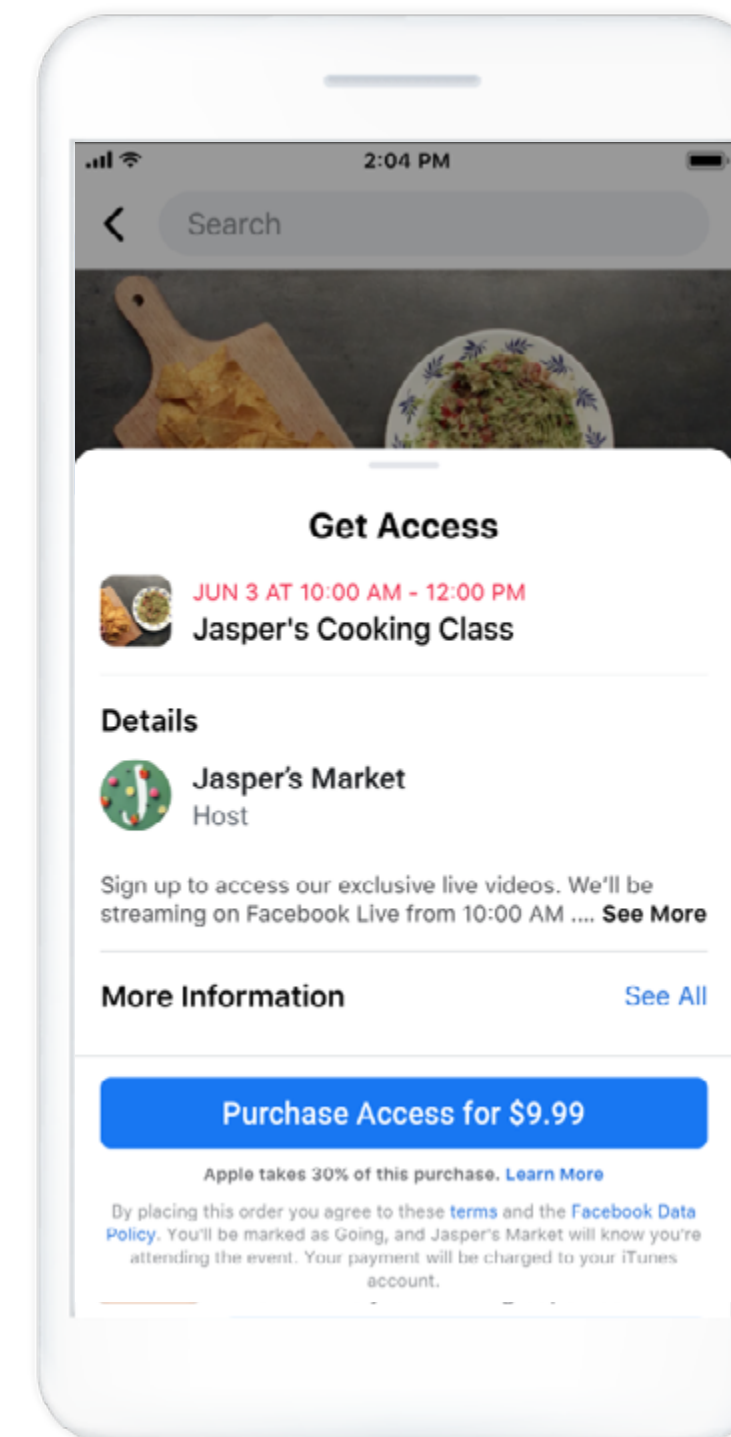 2:04 PM
Search
Get Access
JUN 3 AT 10:00 AM - 12:00 PM
Jasper's Cooking Class
Details
Jasper's Market
Host
Sign up to access our exclusive live videos. We'll be
streaming on Facebook Live from 10:00 AM .... See More
More Information See All
Purchase Access for $9.99
Apple takes 30% of this purchase. Learn More
By placing this order you agree to these terms and the Facebook Data
Policy. You'll be marked as Going, and Jasper's Market will know you're
attending the event. Your payment will be charged to your iTunes
account.